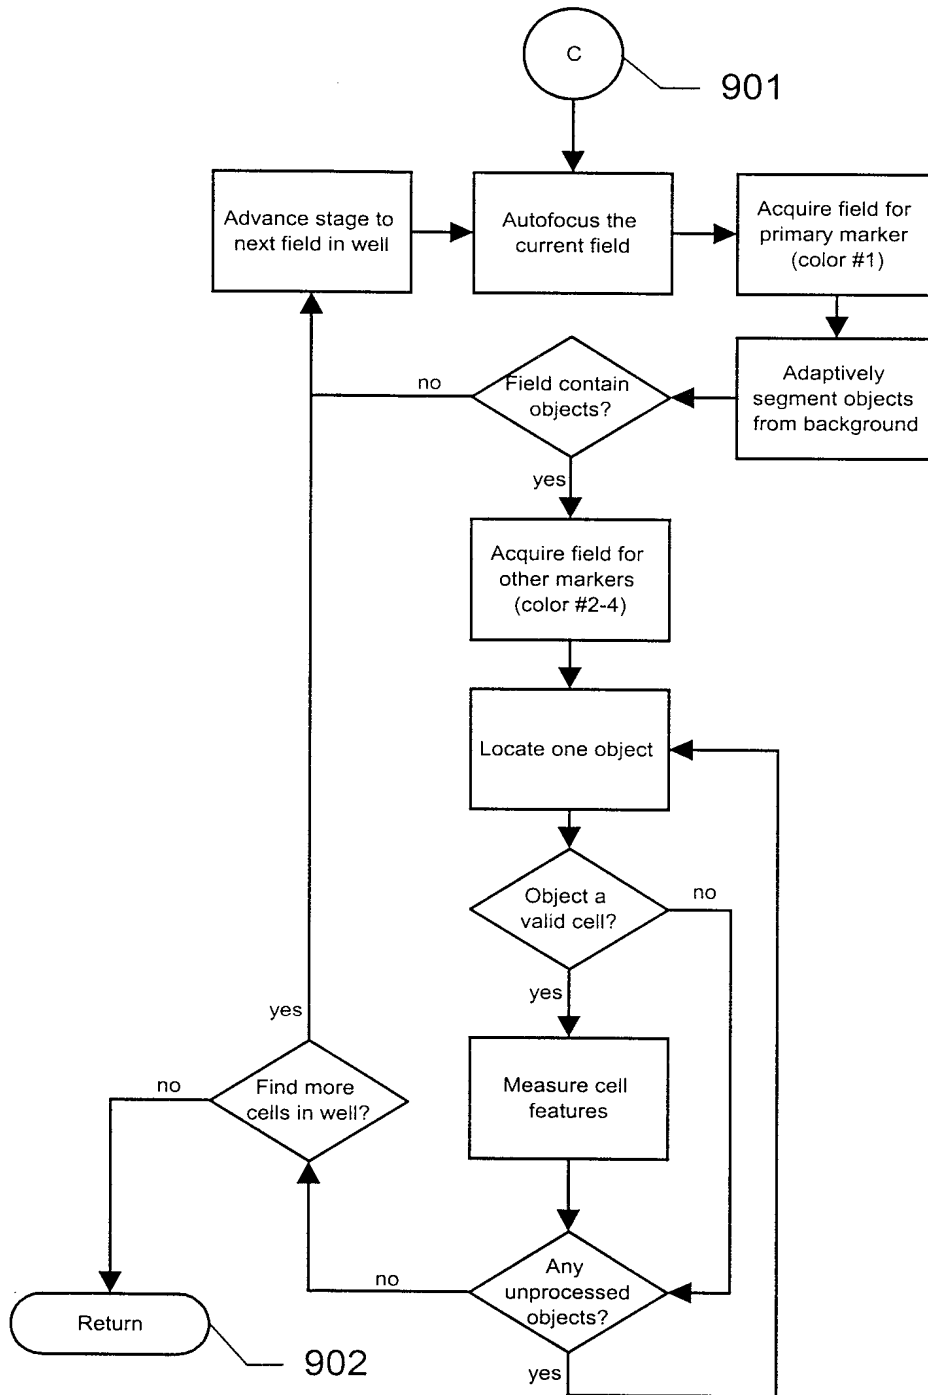 C
901
Advance stage to
next field in well
Autofocus the
current field
Acquire field for
primary marker
(color #1)
no
Field contain
objects?
Adaptively
segment objects
from background
yes
Acquire field for
other markers
(color #2-4)
Locate one object
Object a
valid cell?
no
yes
Measure cell
features
yes
Find more
cells in well?
no
Any
unprocessed
objects?
no
yes
Return
902